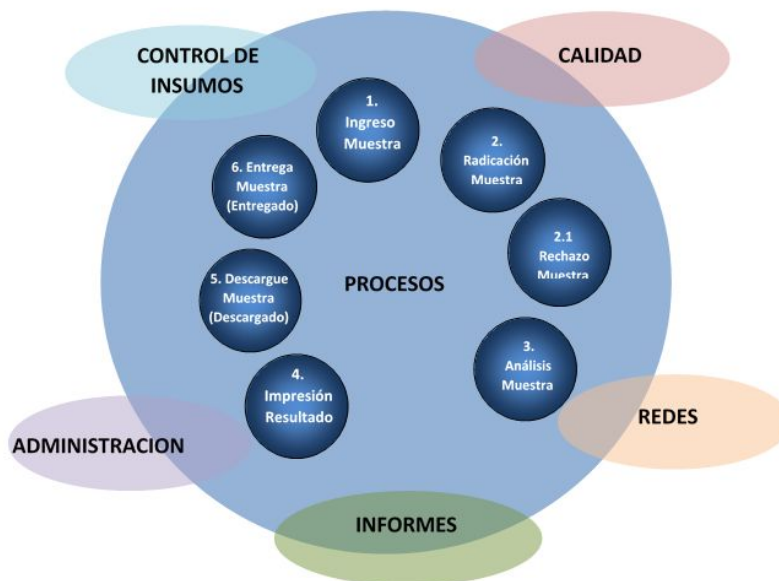 CONTROL DE
INSUMOS
CALIDAD
1.
Ingreso
Muestra
2.
Radicación
Muestra
2.1
Rechazo
Muestra
3.
Análisis
Muestra
4.
Impresión
Resultado
5. Descargue
Muestra
(Descargado)
6. Entrega
Muestra
(Entregado)
PROCESOS
REDES
ADMINISTRACION
INFORMES